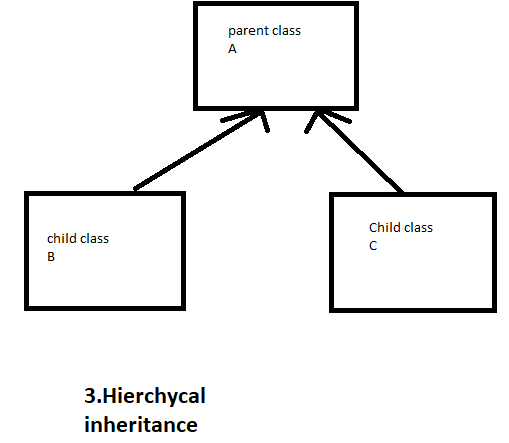 parent class
A
child class
B
Child class
C
3.Hierchycal
inheritance